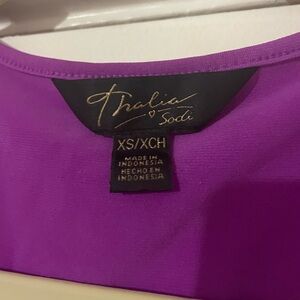 Thalia
Sodi
XS/XCH
MADE IN
INDONESIA
HECHO EN
INDONESIA